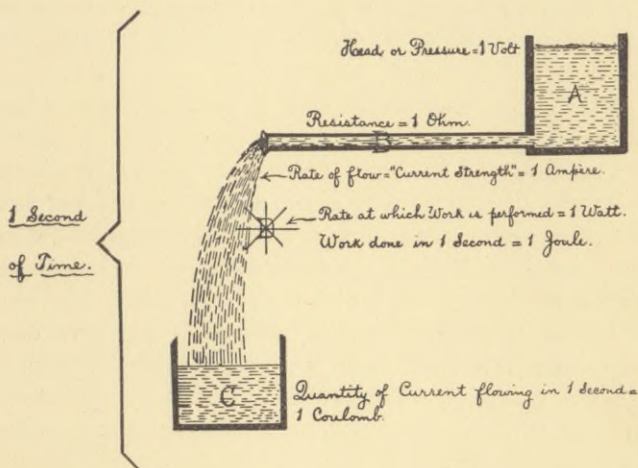 Head or Pressure = 1 Volt
A
Resistance = 1 Ohm.
B
Rate of flow = "Current Strength" = 1 Ampère.
1 Second
of Time.
Rate at which Work is performed = 1 Watt.
Work done in 1 Second = 1 Joule.
C
Quantity of Current flowing in 1 Second =
1 Coulomb.